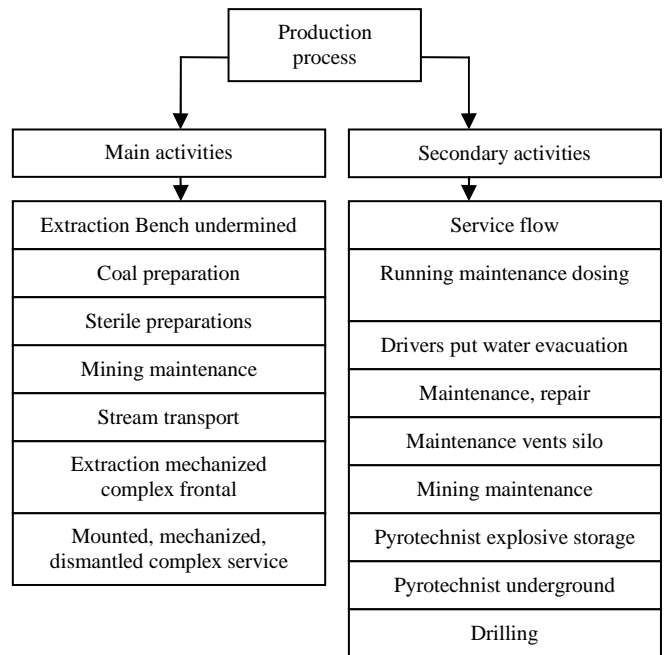 Production
process
Main activities
Extraction Bench undermined
Coal preparation
Sterile preparations
Mining maintenance
Stream transport
Extraction mechanized
complex frontal
Mounted, mechanized,
dismantled complex service
Secondary activities
Service flow
Running maintenance dosing
Drivers put water evacuation
Maintenance, repair
Maintenance vents silo
Mining maintenance
Pyrotechnist explosive storage
Pyrotechnist underground
Drilling